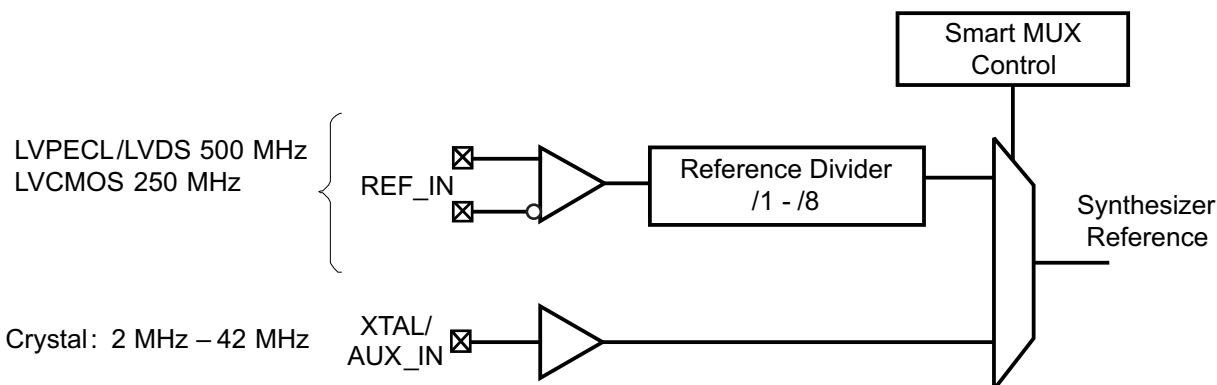 Smart MUX
Control
LVPECL/LVDS 500 MHz
LVCMOS 250 MHz
REF_IN
Reference Divider
/1 - /8
Synthesizer
Reference
Crystal: 2 MHz – 42 MHz
XTAL/
AUX_IN